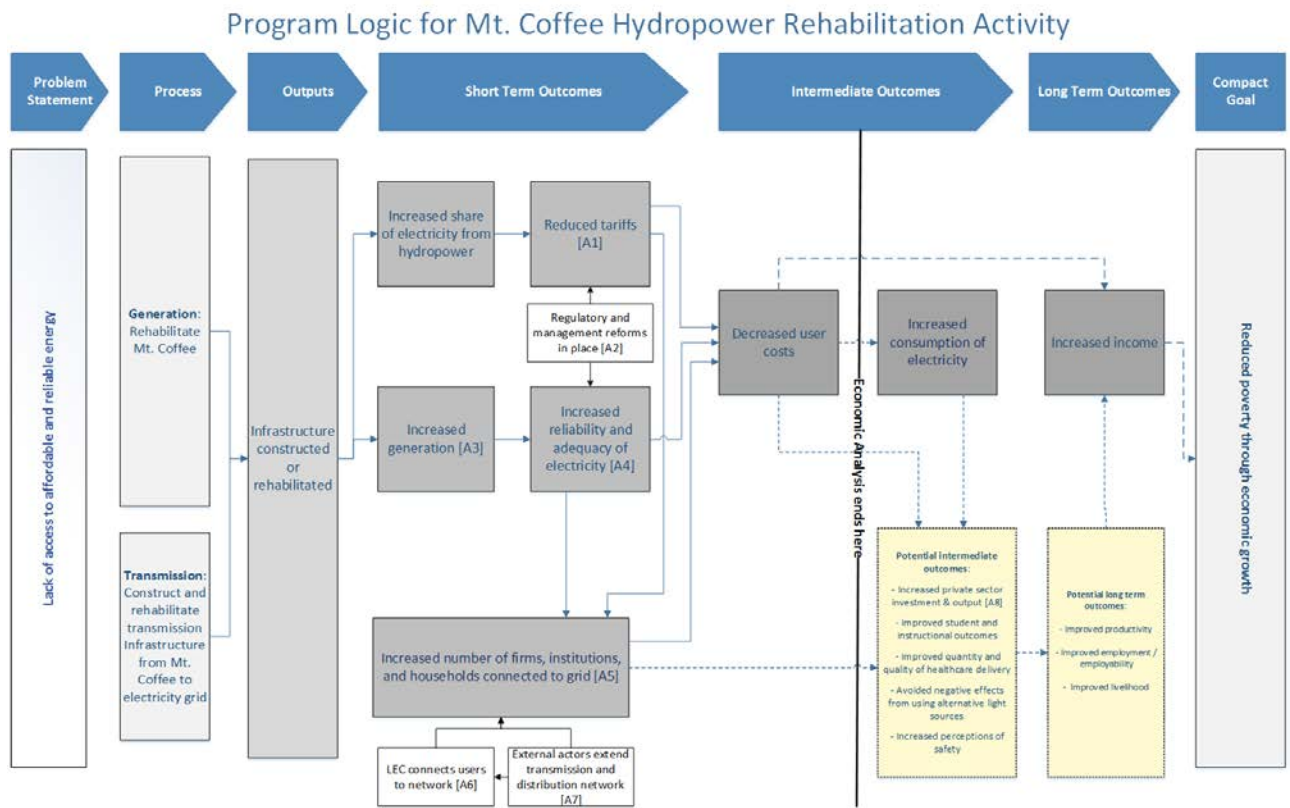 Program Logic for Mt. Coffee Hydropower Rehabilitation Activity
Problem
Statement
Process
Outputs
Short Term Outcomes
Intermediate Outcomes
Long Term Outcomes
Compact
Goal
Lack of access to affordable and reliable energy
Generation:
Rehabilitate
Mt. Coffee
Transmission:
Construct and
rehabilitate
transmission
Infrastructure
from Mt.
Coffee to
electricity grid
Infrastructure
constructed
or
rehabilitated
Increased share
of electricity from
hydropower
Reduced tariffs
[A1]
Regulatory and
management reforms
in place [A2]
Increased
generation [A3]
Increased
reliability and
adequacy of
electricity [A4]
Increased number of firms, institutions,
and households connected to grid [A5]
LEC connects users
to network [A6]
External actors extend
transmission and
distribution network
[A7]
Decreased user
costs
Economic Analysis ends here
Increased
consumption of
electricity
Potential intermediate
outcomes:
- Increased private sector
investment & output [A8]
- Improved student and
instructional outcomes
- Improved quantity and
quality of healthcare delivery
- Avoided negative effects
from using alternative light
sources
- Increased perceptions of
safety
Increased income
Potential long term
outcomes:
- Improved productivity
- Improved employment /
employability
- Improved livelihood
Reduced poverty through economic growth